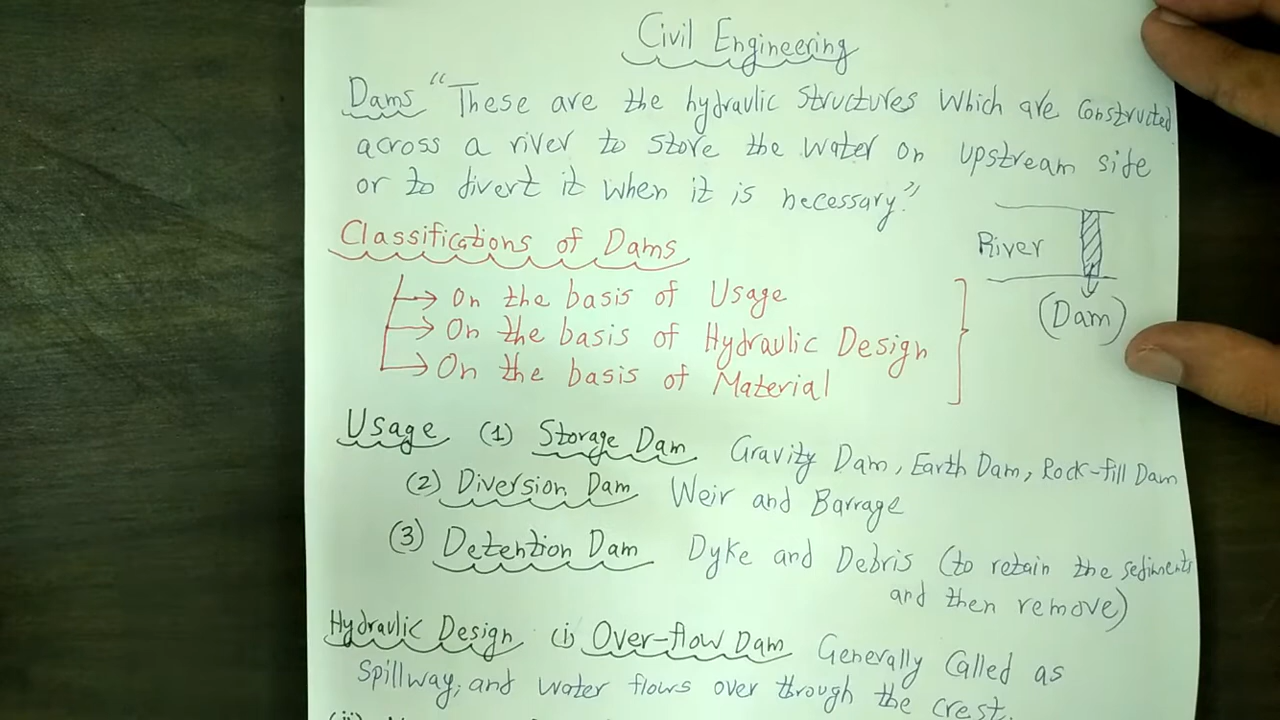 Civil Engineering
Dams "These are the hydraulic structures which are constructed
across a river to store the water on upstream side
or to divert it when it is necessary."
River
(Dam)
Classifications of Dams
→ On the basis of Usage
→ On the basis of Hydraulic Design
→ On the basis of Material
Usage (1) Storage Dam Gravity Dam, Earth Dam, Rock-fill Dam
(2) Diversion Dam Weir and Barrage
(3) Detention Dam Dyke and Debris (to retain the sediments
and then remove)
Hydraulic Design (i) Over-flow Dam Generally Called as
Spillway, and water flows over through the crest.